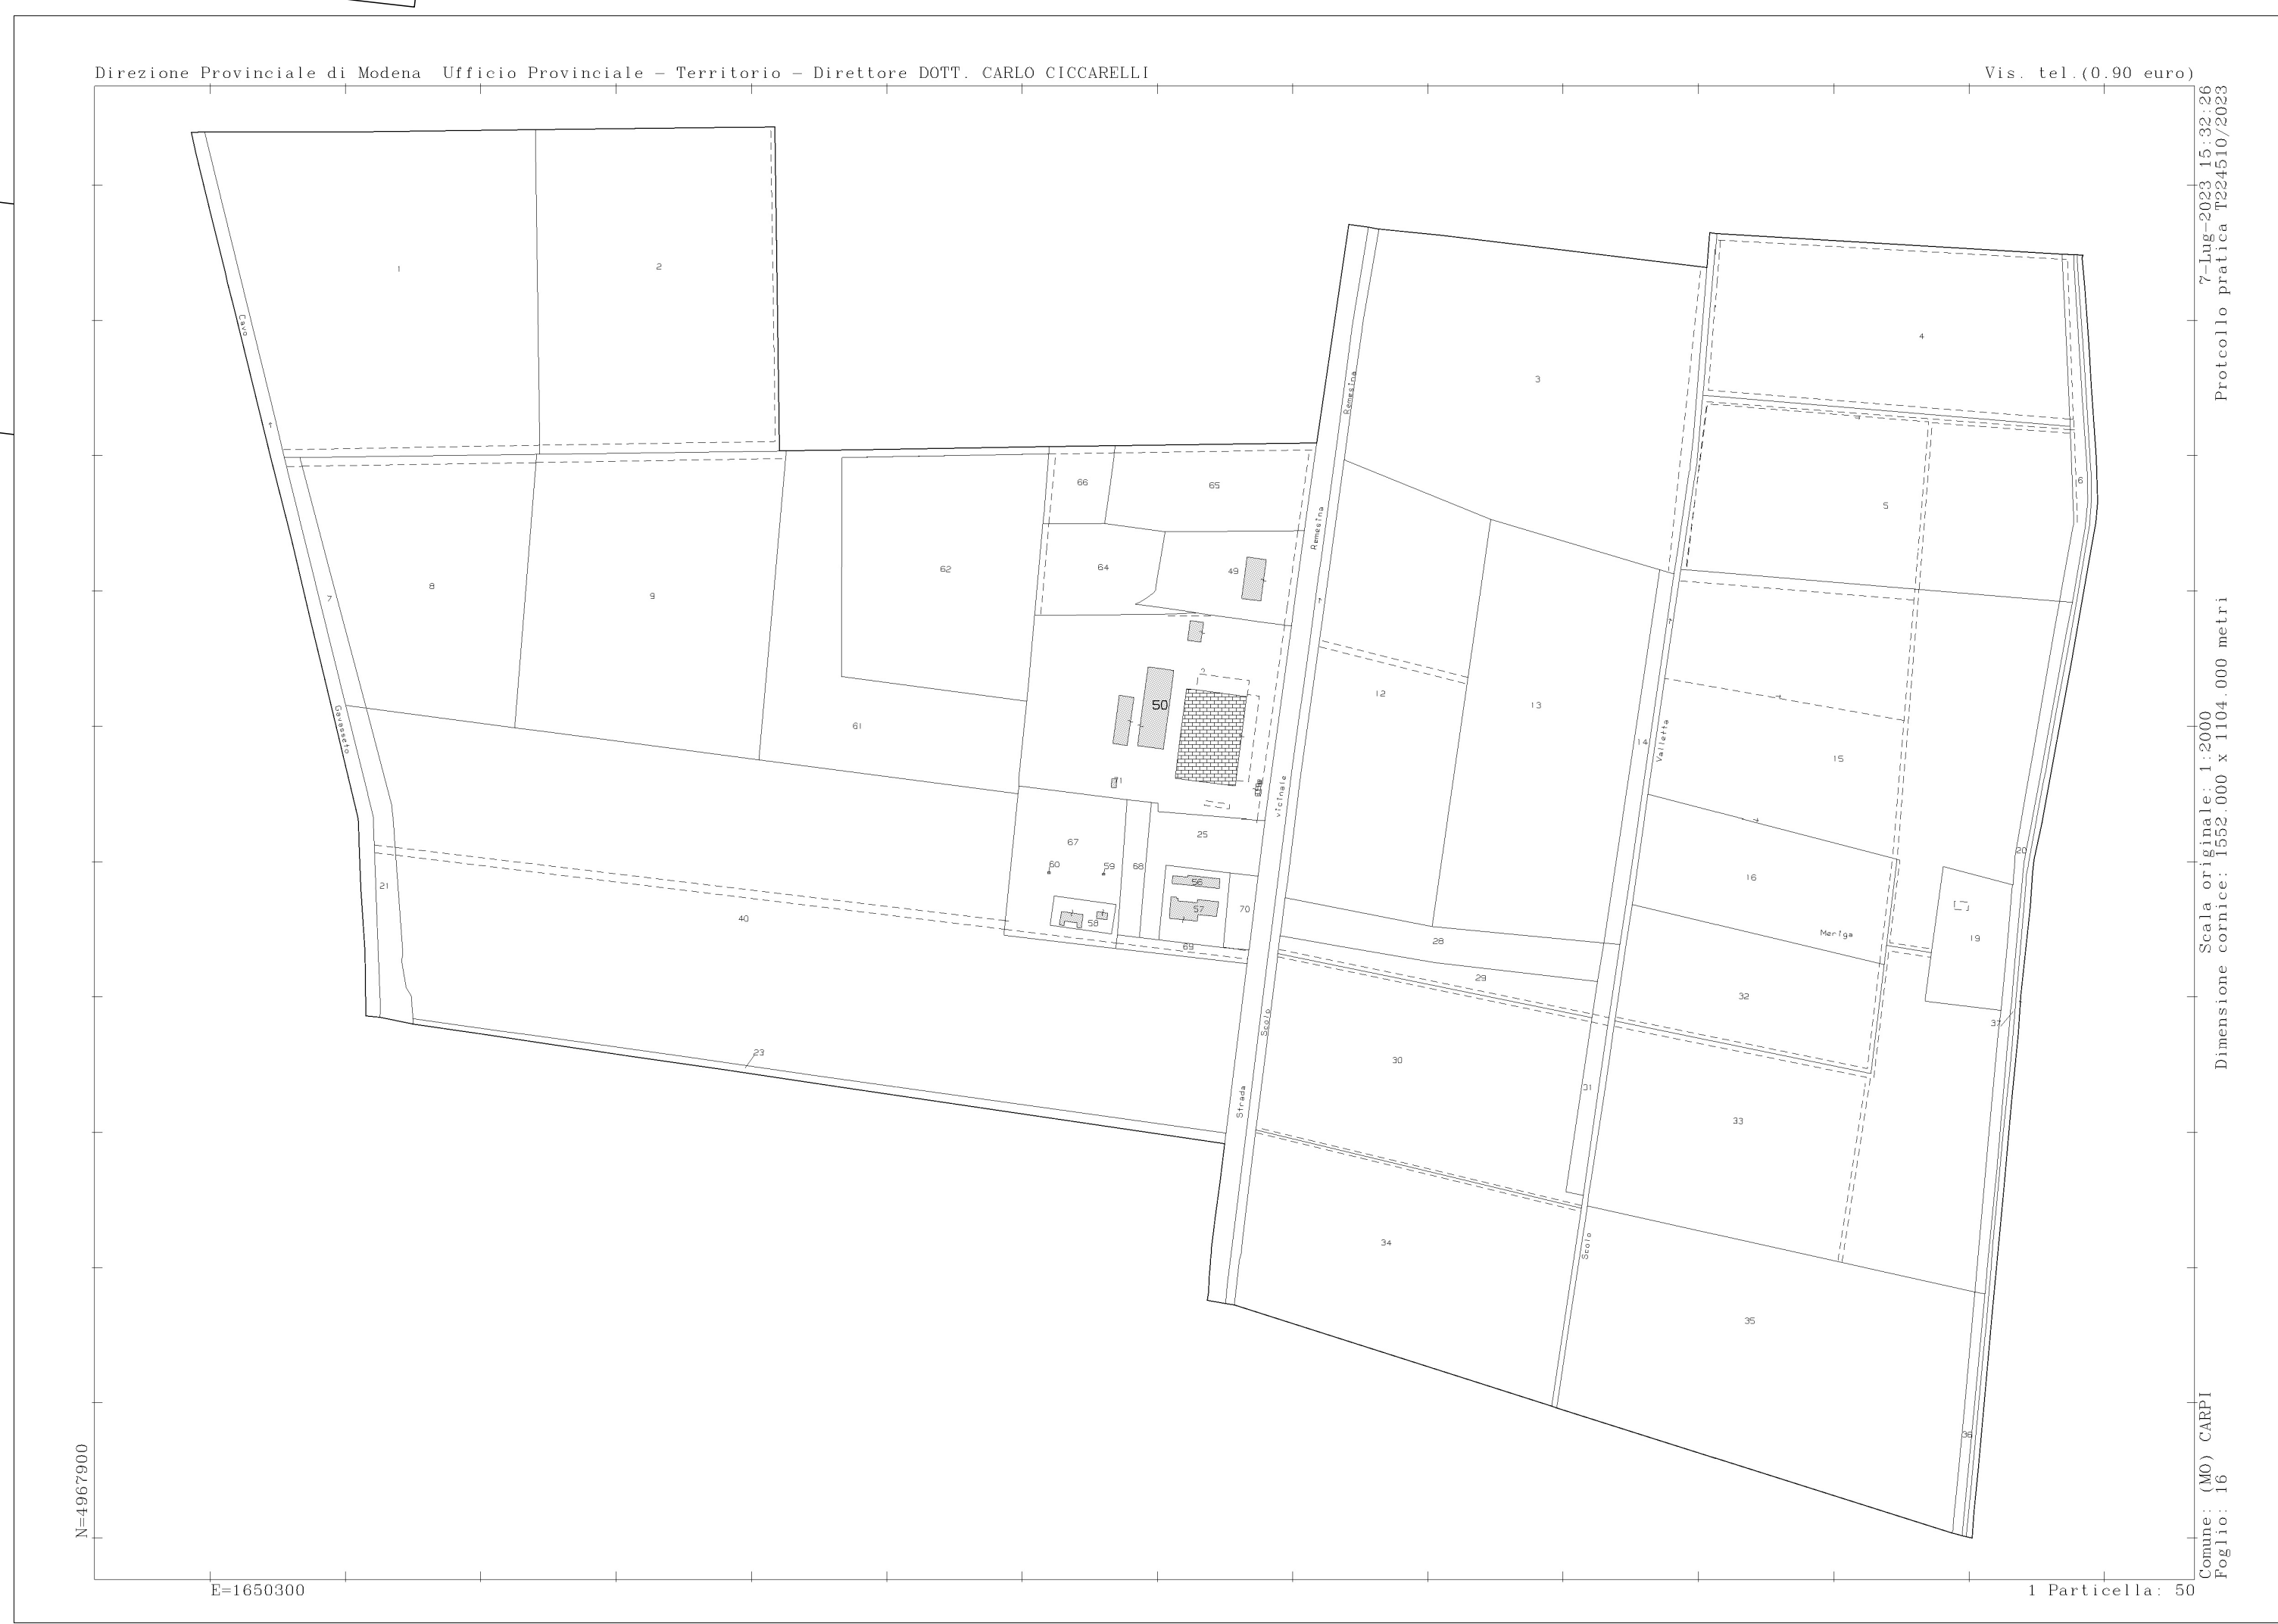 Direzione Provinciale di Modena Ufficio Provinciale - Territorio - Direttore DOTT. CARLO CICCARELLI
Vis. tel.(0.90 euro)
7-Lug-2023 15:32:26
Protcollo pratica T224510/2023
Scala originale: 1:2000
Dimensione cornice: 1552.000 x 1104.000 metri
Comune: (MO) CARPI
Foglio: 16
1 Particella: 50
N=4967900
E=1650300
1
2
Cavo
3
4
Remesina
66
65
6
5
Remesina
62
64
49
8
9
7
12
13
50
61
Gavasseto
14
Valletta
15
71
vicinale
25
67
60
59
68
20
56
16
21
57
70
40
58
Meriga
19
28
69
29
32
Scolo
37
23
30
31
Strada
33
34
Scolo
35
36